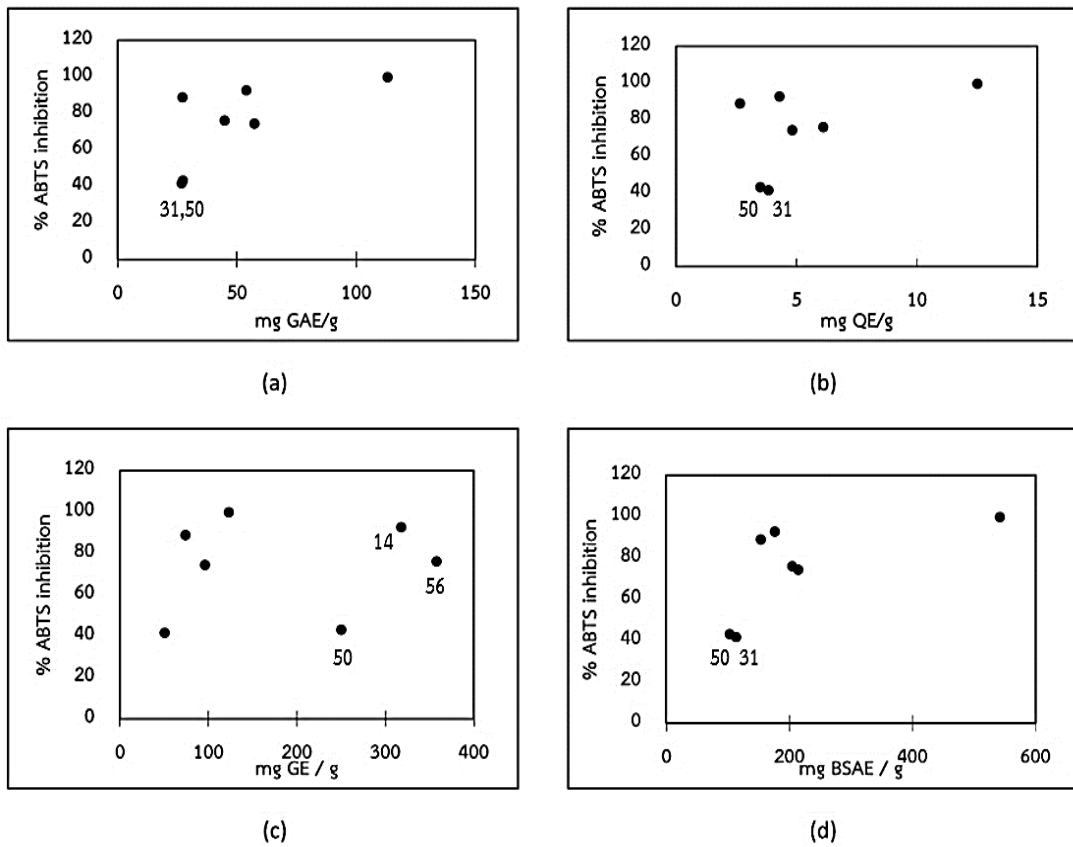 120
100
80
60
40
20
0
% ABTS inhibition
31,50
0 50 100 150
mg GAE/g
(a)
120
100
80
60
40
20
0
% ABTS inhibition
50 31
0 5 10 15
mg QE/g
(b)
120
100
80
60
40
20
0
% ABTS inhibition
14
56
50
0 100 200 300 400
mg GE / g
(c)
120
100
80
60
40
20
0
% ABTS inhibition
50 31
0 200 400 600
mg BSAE / g
(d)